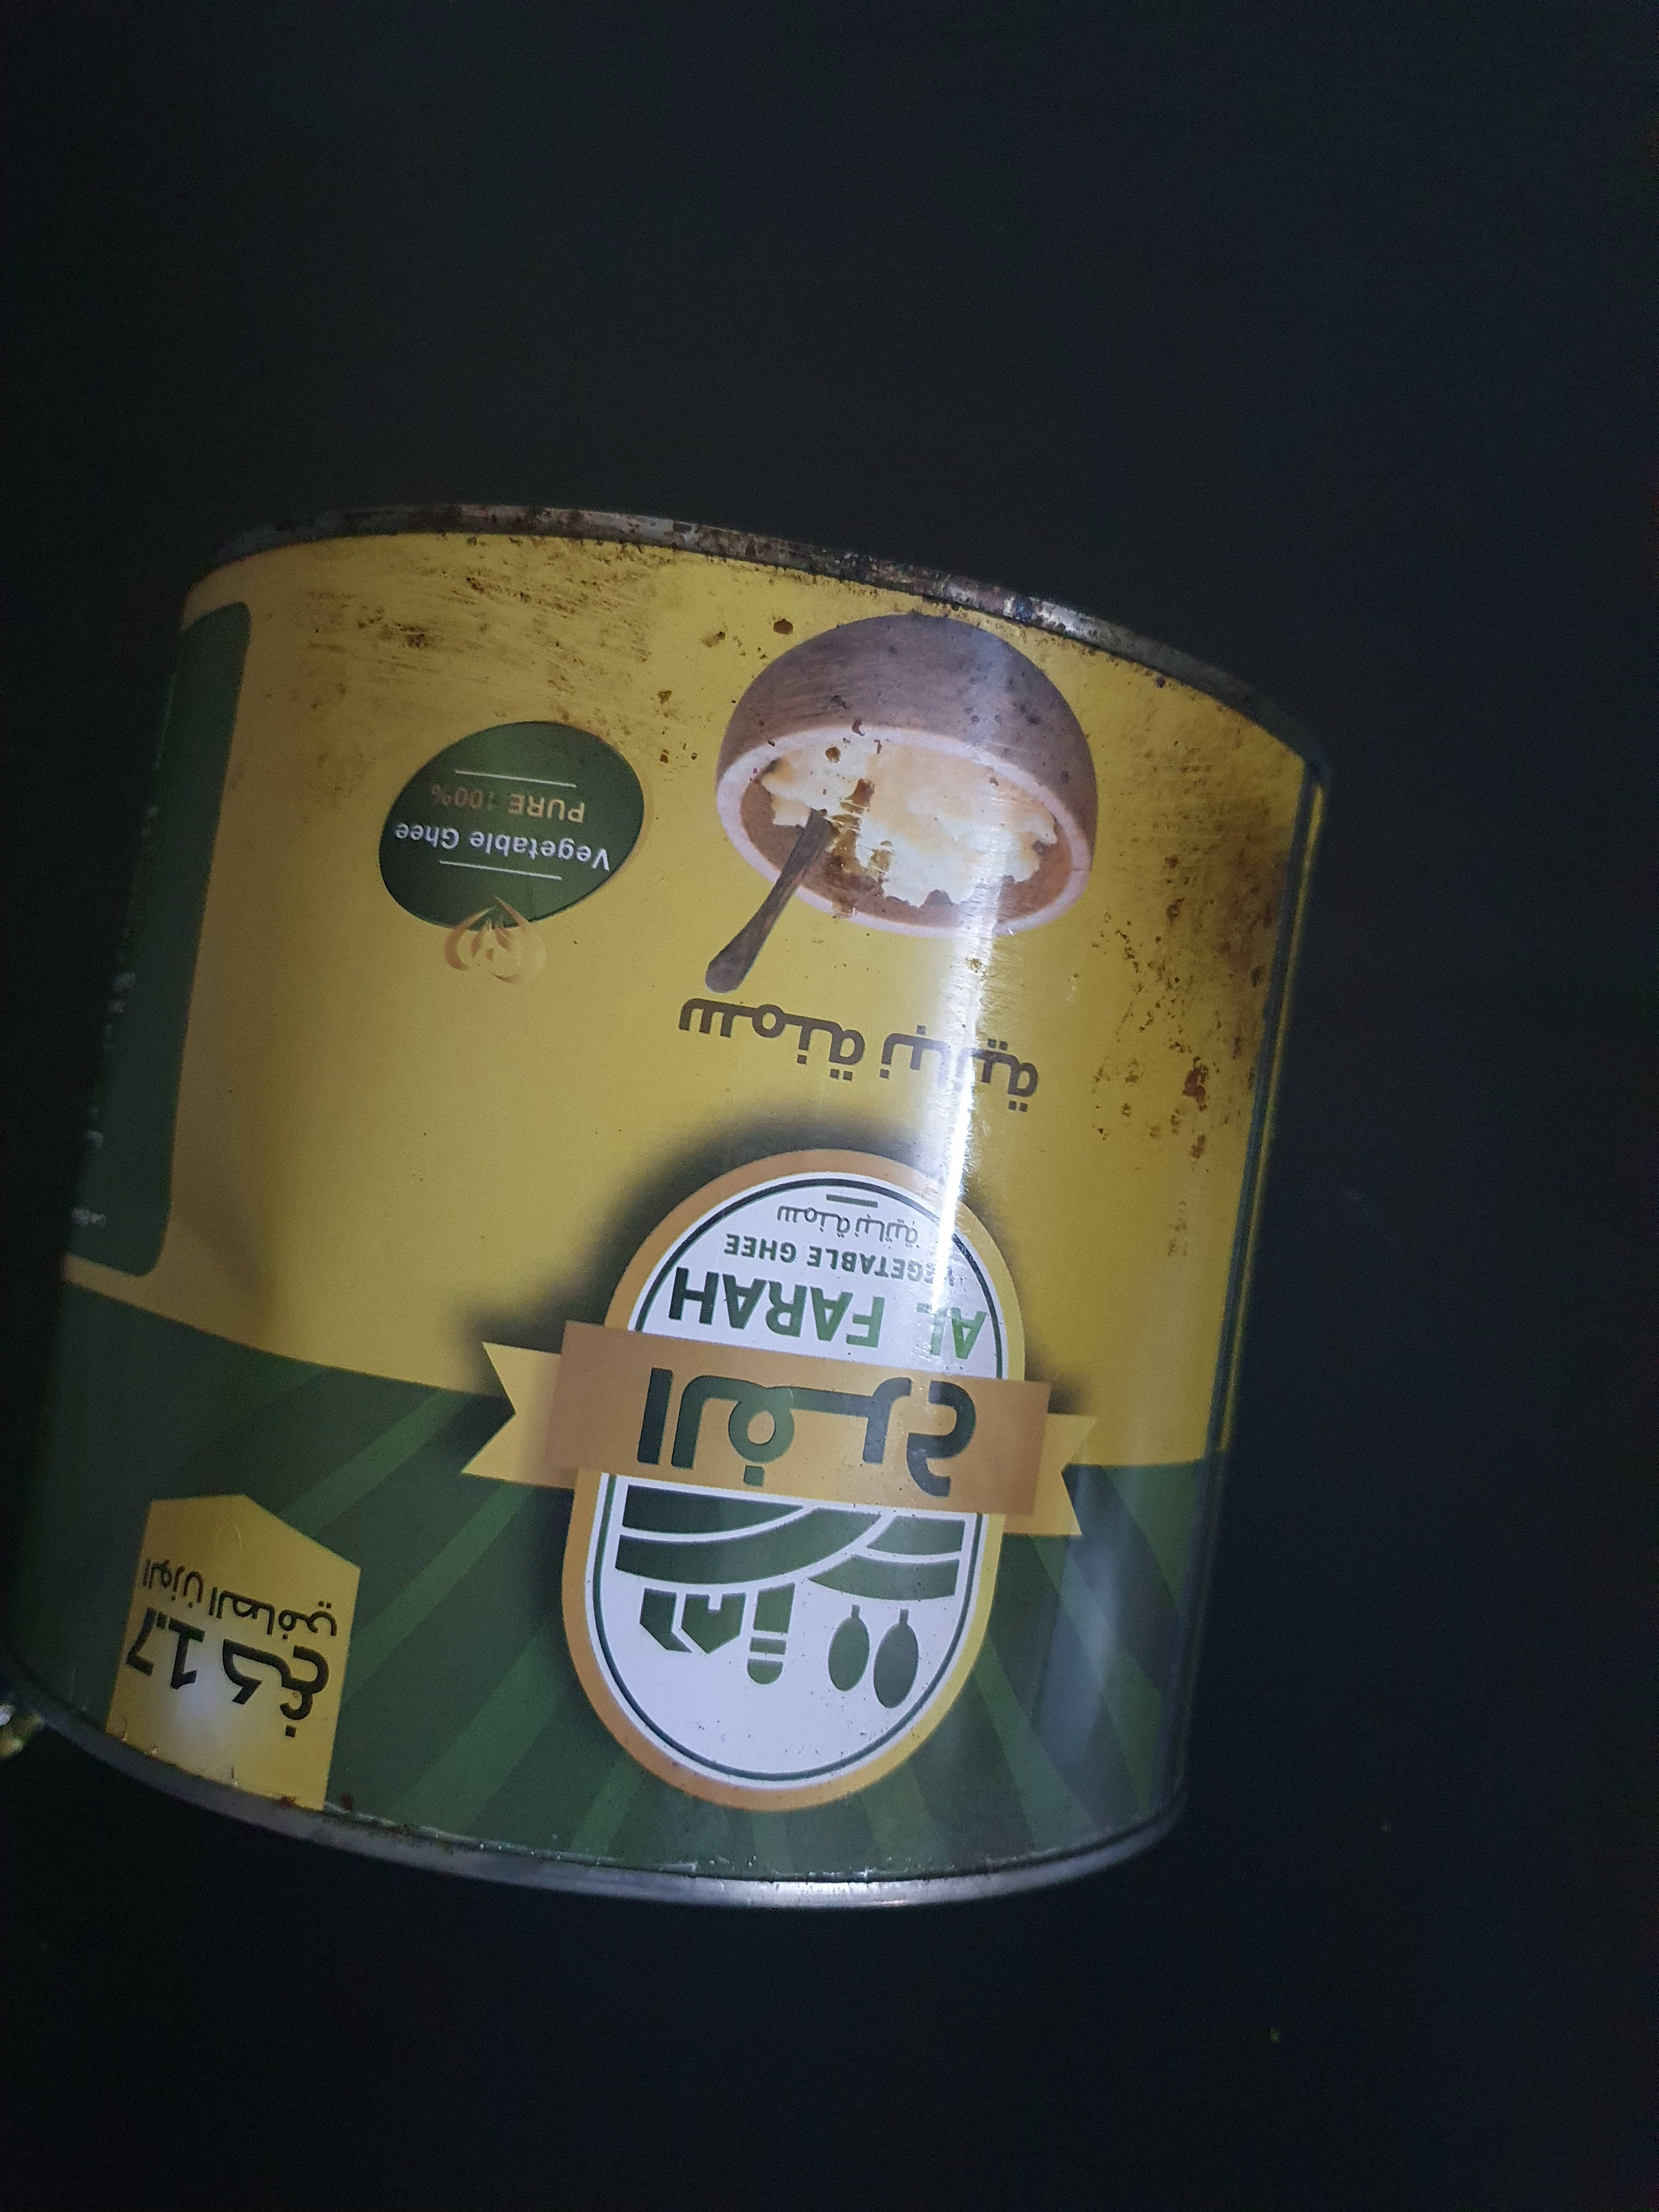 الفرح
AL FARAH
VEGETABLE GHEE
سمنة نباتية
سمنة نباتية
Vegetable Ghee
PURE 100%
1.7 كغ
الوزن الصافي